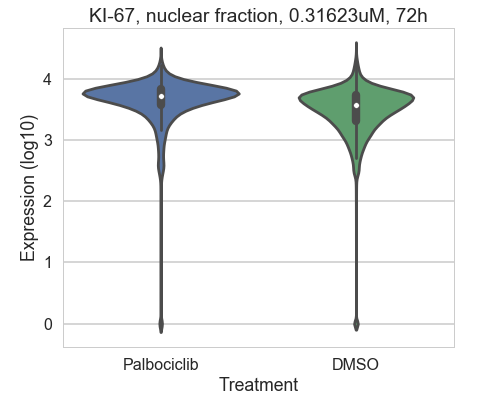 KI-67, nuclear fraction, 0.31623uM, 72h
Expression (log10)
4
3
2
1
0
Palbociclib DMSO
Treatment